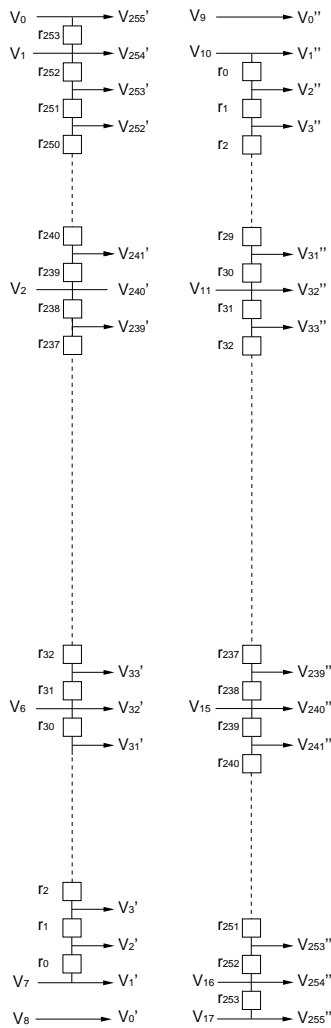 V0 V255'
r253
V1 V254'
r252
V253'
r251
V252'
r250
r240
V241'
r239
V2 V240'
r238
V239'
r237
r32
V33'
r31
V6 V32'
r30
V31'
r2
V3'
r1
V2'
r0
V7 V1'
V8 V0'
V9 V0''
V10 V1''
r0
V2''
r1
V3''
r2
r29
V31''
r30
V11 V32''
r31
V33''
r32
r237
V239''
r238
V15 V240''
r239
V241''
r240
r251
V253''
r252
V16 V254''
r253
V17 V255''